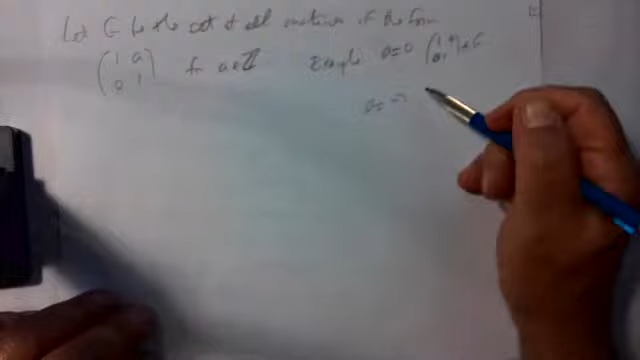 Let G be the set of all matrices of the form
(1 a
0 1) for a∈ℤ Example a=0 (1 0
0 1) ∈ G
a=